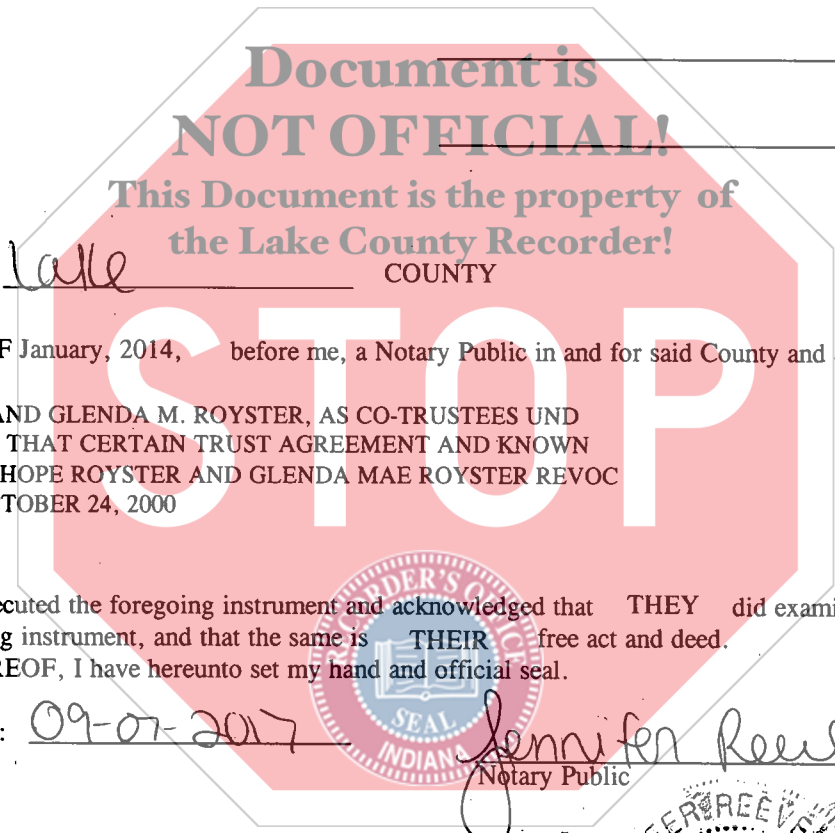 Document is
NOT OFFICIAL!
This Document is the property of
the Lake County Recorder!
Lake COUNTY
STOP
F January, 2014, before me, a Notary Public in and for said County and
AND GLENDA M. ROYSTER, AS CO-TRUSTEES UND
THAT CERTAIN TRUST AGREEMENT AND KNOWN
HOPE ROYSTER AND GLENDA MAE ROYSTER REVOC
TOBER 24, 2000
ecuted the foregoing instrument and acknowledged that THEY did exami
g instrument, and that the same is THEIR free act and deed.
REOF, I have hereunto set my hand and official seal.
RECORDER'S OFFICE
SEAL
INDIANA
: 09-07-2017 Jennifer
Notary Public